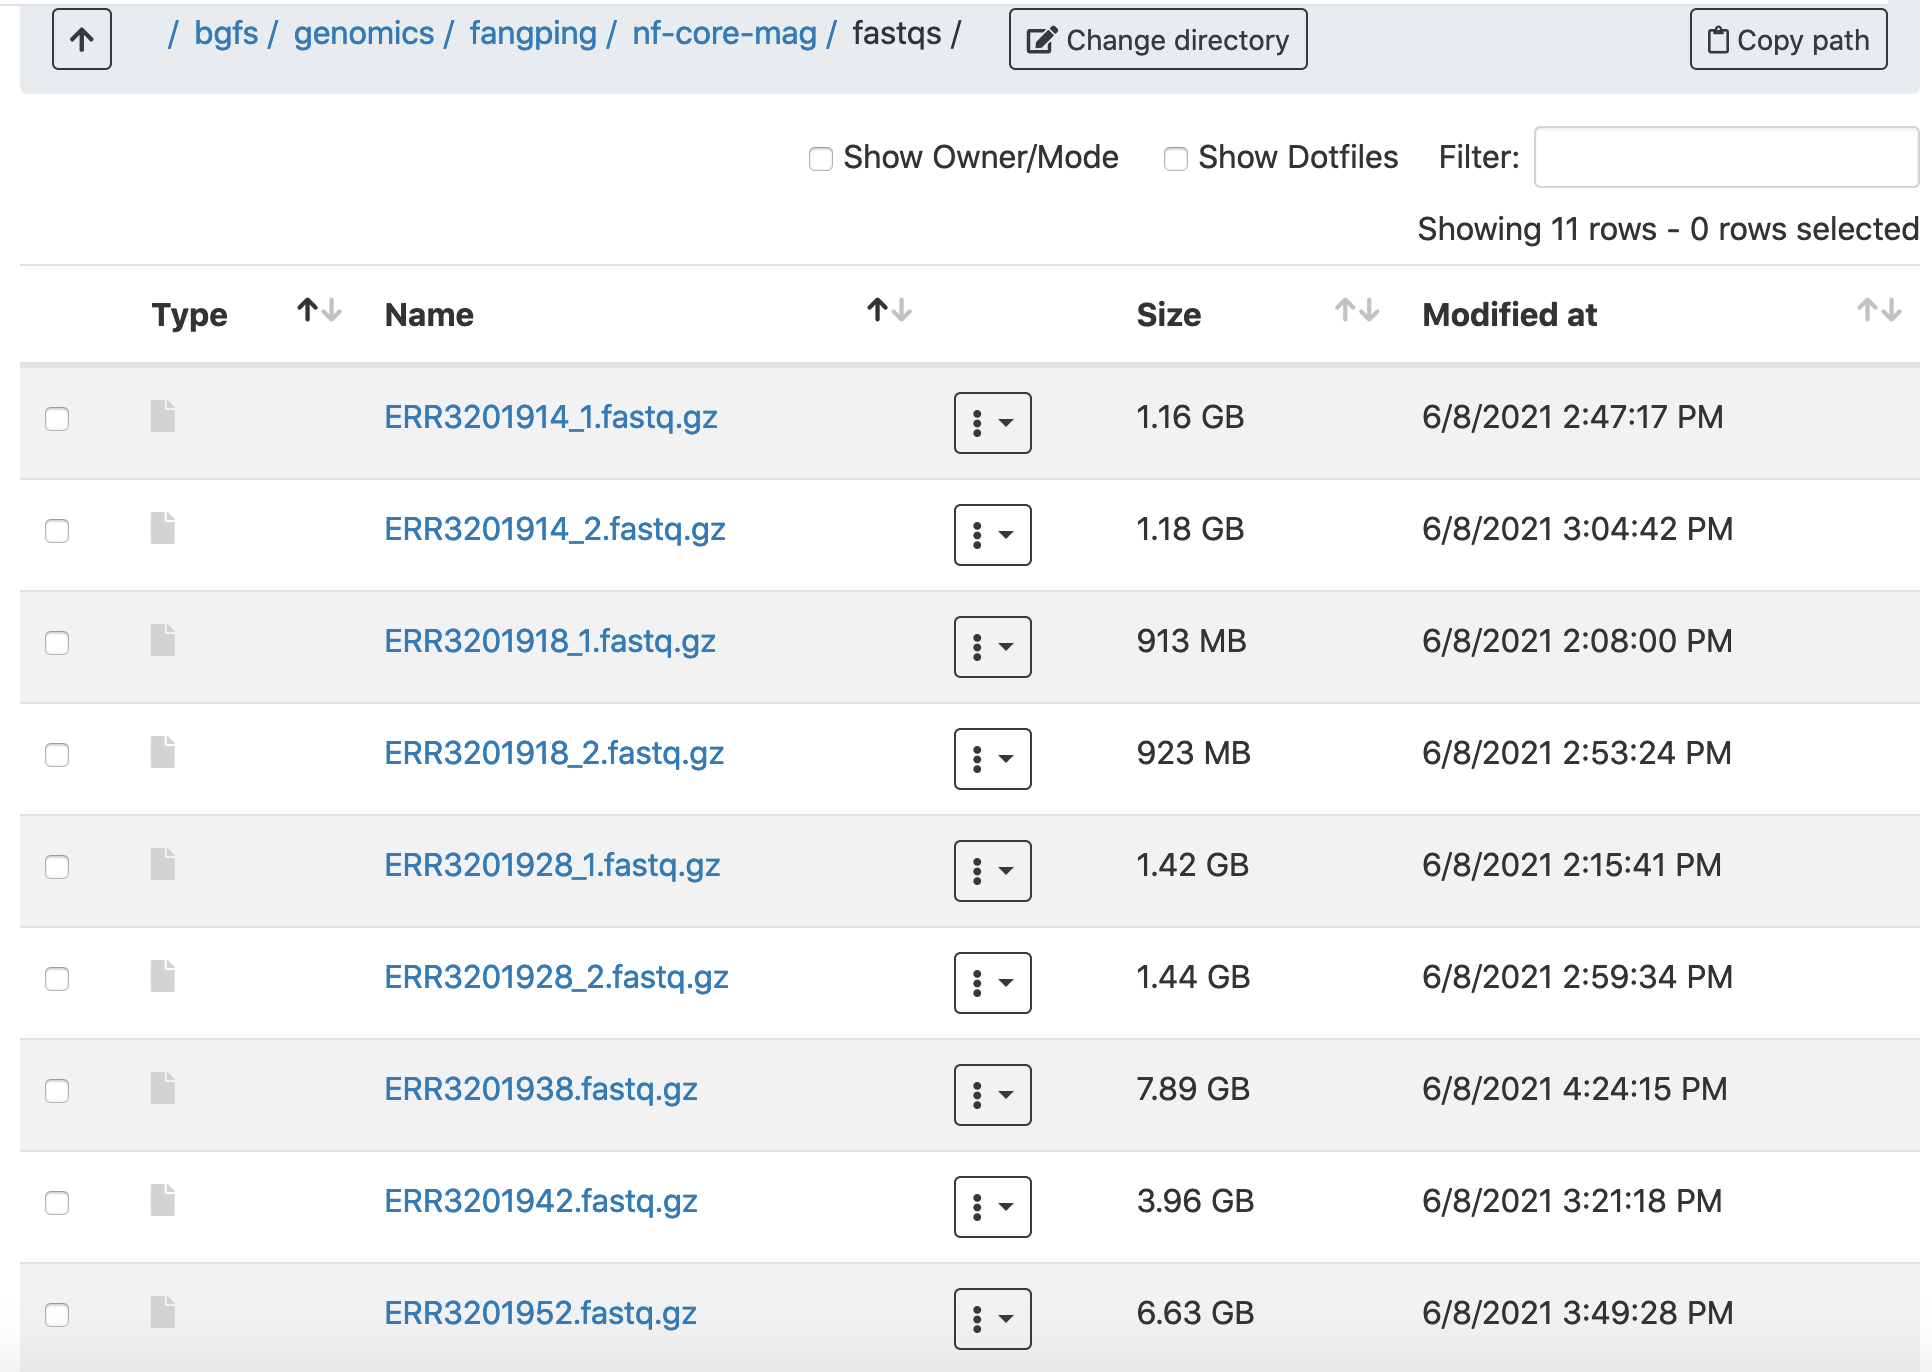 / bgfs / genomics / fangping / nf-core-mag / fastqs / Change directory Copy path
Show Owner/Mode Show Dotfiles Filter:
Showing 11 rows - 0 rows selected
Type Name Size Modified at
ERR3201914_1.fastq.gz 1.16 GB 6/8/2021 2:47:17 PM
ERR3201914_2.fastq.gz 1.18 GB 6/8/2021 3:04:42 PM
ERR3201918_1.fastq.gz 913 MB 6/8/2021 2:08:00 PM
ERR3201918_2.fastq.gz 923 MB 6/8/2021 2:53:24 PM
ERR3201928_1.fastq.gz 1.42 GB 6/8/2021 2:15:41 PM
ERR3201928_2.fastq.gz 1.44 GB 6/8/2021 2:59:34 PM
ERR3201938.fastq.gz 7.89 GB 6/8/2021 4:24:15 PM
ERR3201942.fastq.gz 3.96 GB 6/8/2021 3:21:18 PM
ERR3201952.fastq.gz 6.63 GB 6/8/2021 3:49:28 PM